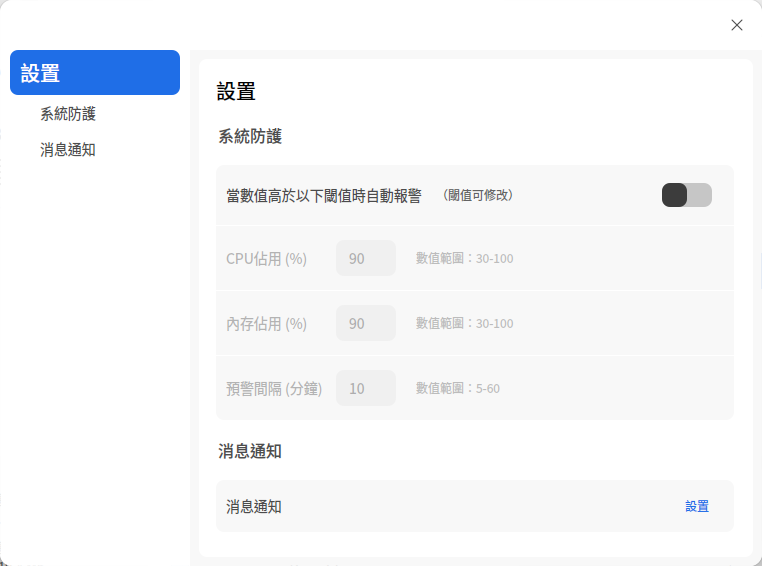 設置
系統防護
消息通知
設置
系統防護
當數值高於以下閾值時自動報警 （閾值可修改）
CPU佔用 (%) 90 數值範圍：30-100
內存佔用 (%) 90 數值範圍：30-100
預警間隔 (分鐘) 10 數值範圍：5-60
消息通知
消息通知 設置